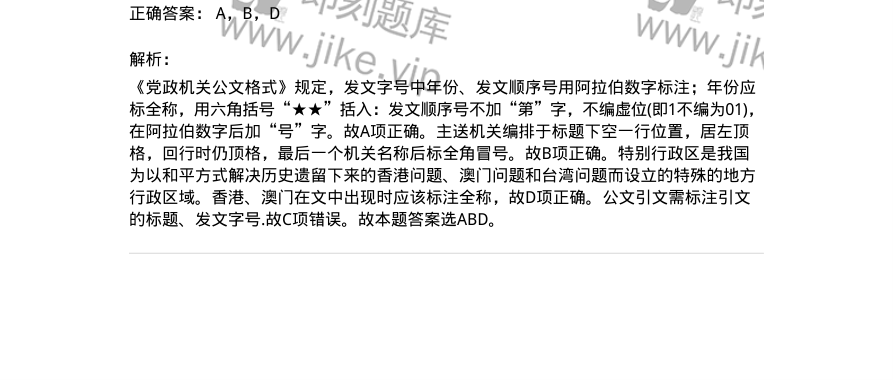 正确答案： A，B，D
即刻题库
www.jike.vip
www.jike.vip
解析：
《党政机关公文格式》规定，发文字号中年份、发文顺序号用阿拉伯数字标注；年份应
标全称，用六角括号“★★”括入：发文顺序号不加“第”字，不编虚位(即1不编为01)，
在阿拉伯数字后加“号”字。故A项正确。主送机关编排于标题下空一行位置，居左顶
格，回行时仍顶格，最后一个机关名称后标全角冒号。故B项正确。特别行政区是我国
为以和平方式解决历史遗留下来的香港问题、澳门问题和台湾问题而设立的特殊的地方
行政区域。香港、澳门在文中出现时应该标注全称，故D项正确。公文引文需标注引文
的标题、发文字号.故C项错误。故本题答案选ABD。